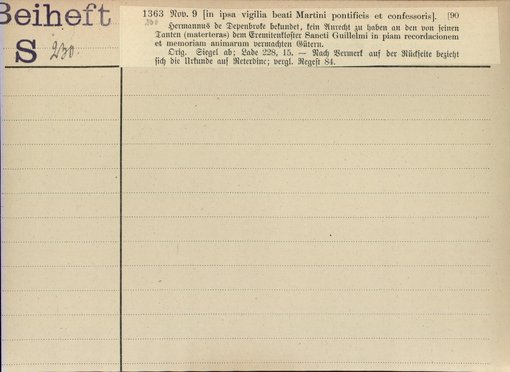 Beiheft
S 230
1363 Nov. 9 [in ipsa vigilia beati Martini pontificis et confessoris]. [90
Hermannus de Depenbroke bekundet, kein Anrecht zu haben an den von seinen
Tanten (materteras) dem Eremitenkloster Sancti Guillelmi in piam recordacionem
et memoriam animarum vermachten Gütern.
Orig. Siegel ab; Lade 228, 15. — Nach Vermerk auf der Rückseite bezieht
sich die Urkunde auf Reterdinc; vergl. Regest 84.